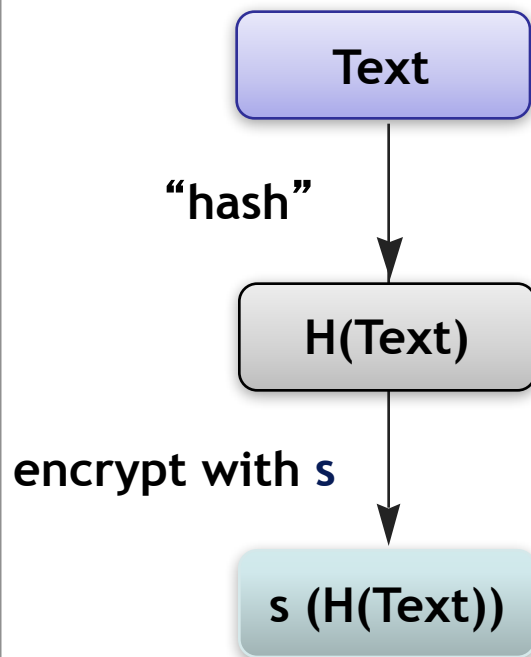 Text
“hash”
H(Text)
encrypt with s
s (H(Text))